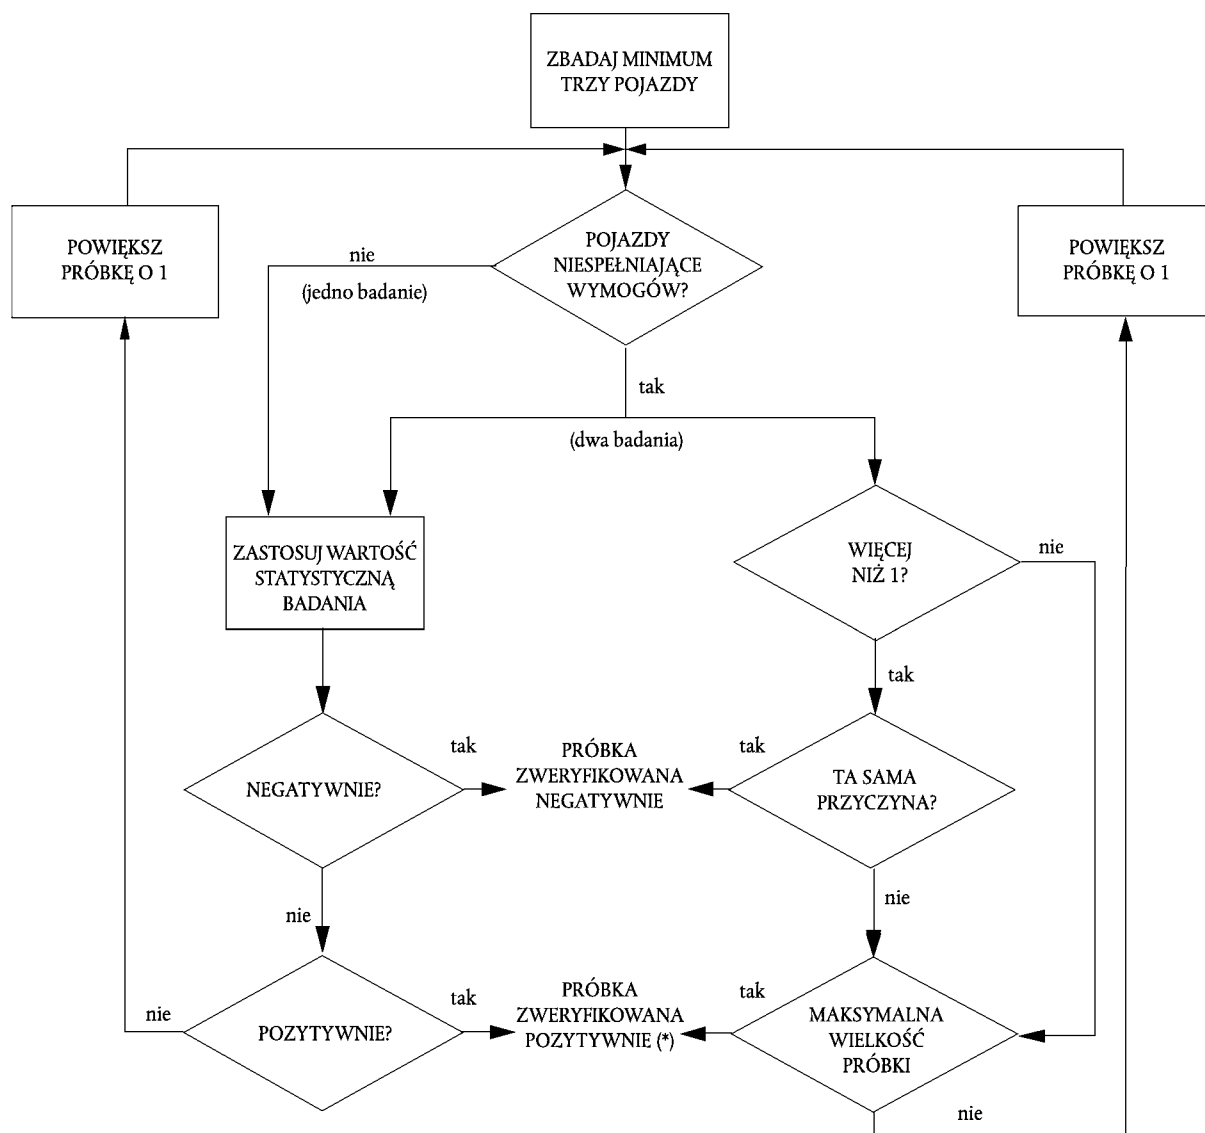 ZBADAJ MINIMUM
TRZY POJAZDY
POWIĘKSZ
PRÓBKĘ O 1
nie
(jedno badanie)
POJAZDY
NIESPEŁNIAJĄCE
WYMOGÓW?
POWIĘKSZ
PRÓBKĘ O 1
tak
(dwa badania)
ZASTOSUJ WARTOŚĆ
STATYSTYCZNĄ
BADANIA
WIĘCEJ
NIŻ 1?
nie
tak
NEGATYWNIE?
tak
PRÓBKA
ZWERYFIKOWANA
NEGATYWNIE
tak
TA SAMA
PRZYCZYNA?
nie
nie
nie
POZYTYWNIE?
tak
PRÓBKA
ZWERYFIKOWANA
POZYTYWNIE (*)
tak
MAKSYMALNA
WIELKOŚĆ
PRÓBKI
nie